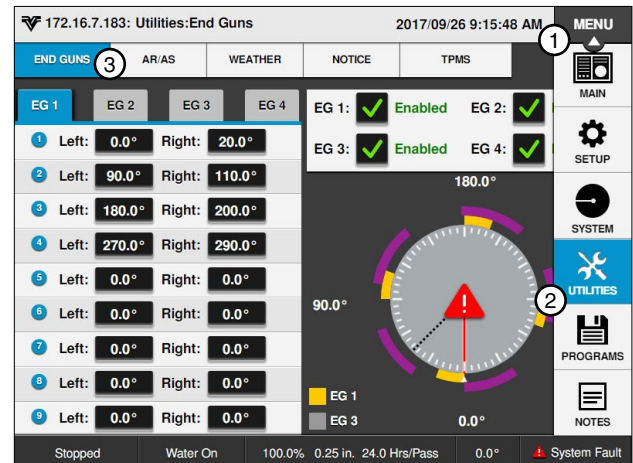 172.16.7.183: Utilities:End Guns 2017/09/26 9:15:48 AM MENU
1
END GUNS 3 AR/AS WEATHER NOTICE TPMS
MAIN
EG 1 EG 2 EG 3 EG 4
EG 1: Enabled EG 2:
EG 3: Enabled EG 4:
1 Left: 0.0° Right: 20.0°
2 Left: 90.0° Right: 110.0°
3 Left: 180.0° Right: 200.0°
4 Left: 270.0° Right: 290.0°
5 Left: 0.0° Right: 0.0°
6 Left: 0.0° Right: 0.0°
7 Left: 0.0° Right: 0.0°
8 Left: 0.0° Right: 0.0°
9 Left: 0.0° Right: 0.0°
180.0°
90.0°
0.0°
EG 1
EG 3
SETUP
SYSTEM
UTILITIES
2
PROGRAMS
NOTES
Stopped Water On 100.0% 0.25 in. 24.0 Hrs/Pass 0.0° System Fault